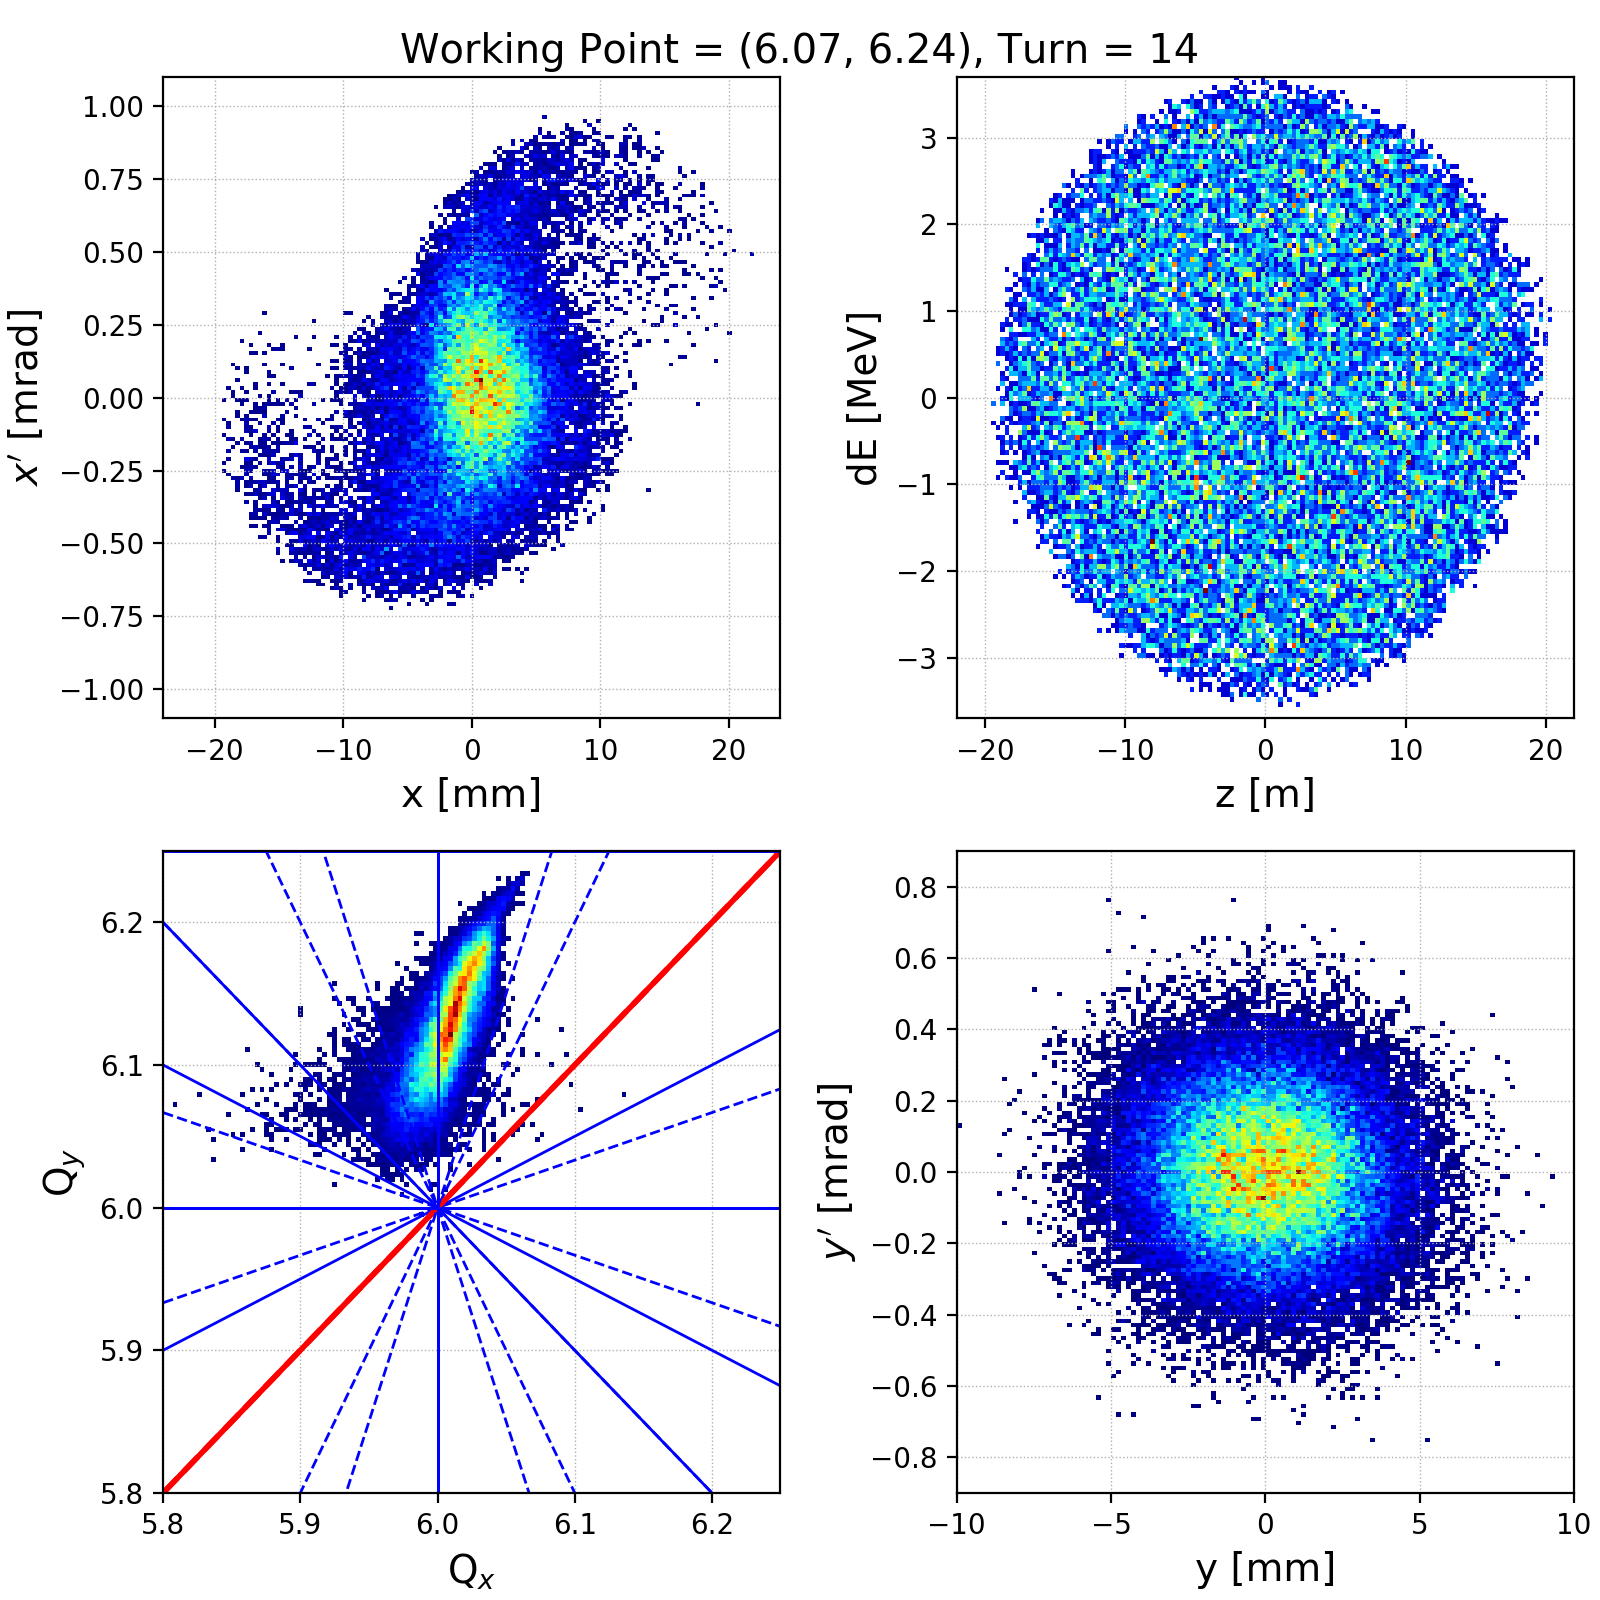 Working Point = (6.07, 6.24), Turn = 14
1.00
0.75
0.50
0.25
0.00
−0.25
−0.50
−0.75
−1.00
x′ [mrad]
−20 −10 0 10 20
x [mm]
3
2
1
0
−1
−2
−3
dE [MeV]
−20 −10 0 10 20
z [m]
6.2
6.1
6.0
5.9
5.8
Qy
5.8 5.9 6.0 6.1 6.2
Qx
0.8
0.6
0.4
0.2
0.0
−0.2
−0.4
−0.6
−0.8
y′ [mrad]
−10 −5 0 5 10
y [mm]